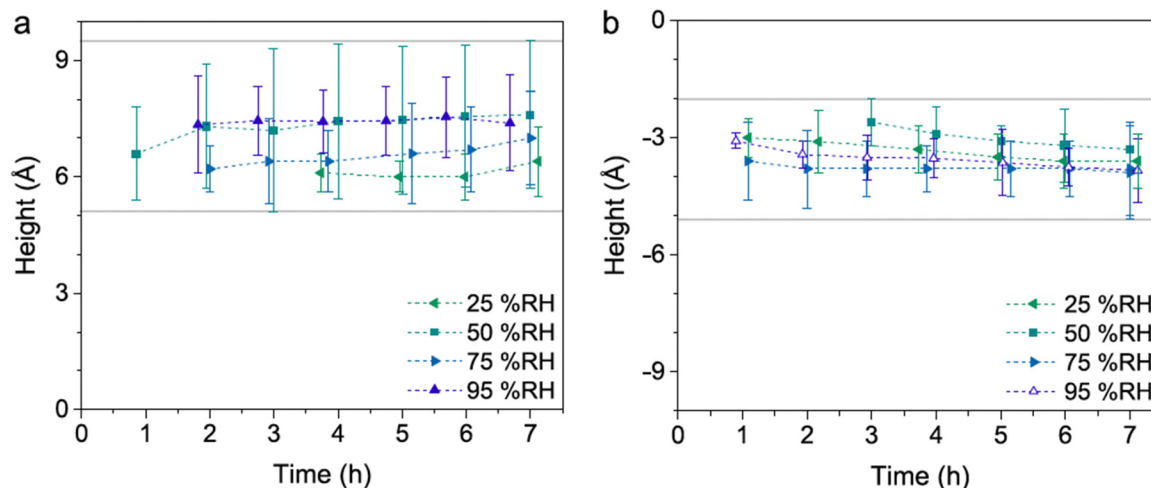 a
Height (Å)
9
6
3
0
25 %RH
50 %RH
75 %RH
95 %RH
0 1 2 3 4 5 6 7
Time (h)
b
Height (Å)
0
-3
-6
-9
25 %RH
50 %RH
75 %RH
95 %RH
0 1 2 3 4 5 6 7
Time (h)